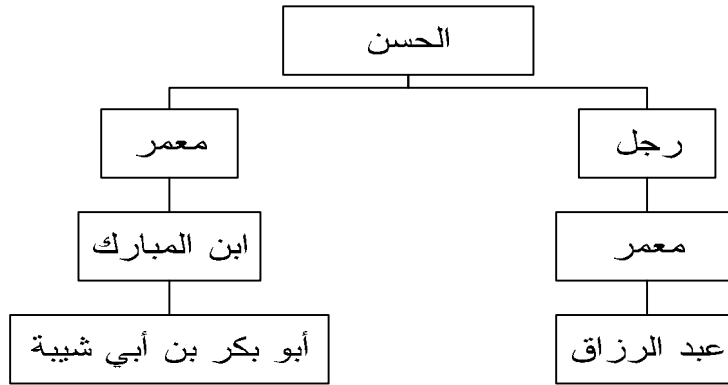 الحسن
رجل
معمر
معمر
ابن المبارك
عبد الرزاق
أبو بكر بن أبي شيبة